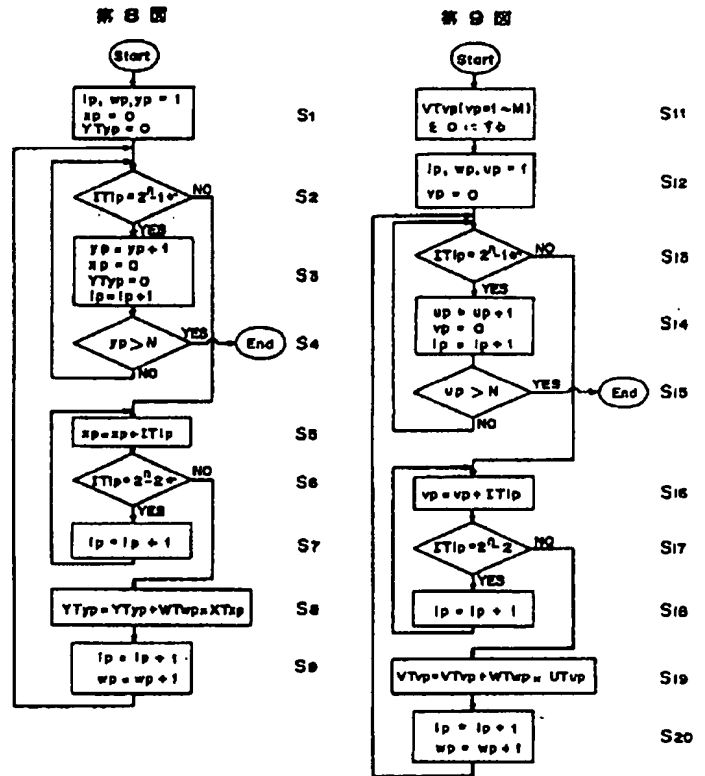 第 8 図
Start
Ip, wp, yp = 1
xp = 0
YTyp = 0
S1
ITIp = 2ⁿ-1か
NO
S2
YES
yp = yp + 1
xp = 0
YTyp = 0
Ip = Ip + 1
S3
yp > N
YES
End
S4
NO
xp = xp + ITIp
S5
ITIp = 2ⁿ-2か
NO
S6
YES
Ip = Ip + 1
S7
YTyp = YTyp + WTwp × XTxp
S8
Ip = Ip + 1
wp = wp + 1
S9
第 9 図
Start
VTvp (vp=1~M)
を 0 にする
S11
Ip, wp, up = 1
vp = 0
S12
ITIp = 2ⁿ-1か
NO
S13
YES
up = up + 1
vp = 0
Ip = Ip + 1
S14
up > N
YES
End
S15
NO
vp = vp + ITIp
S16
ITIp = 2ⁿ-2
NO
S17
YES
Ip = Ip + 1
S18
VTvp = VTvp + WTwp × UTup
S19
Ip = Ip + 1
wp = wp + 1
S20